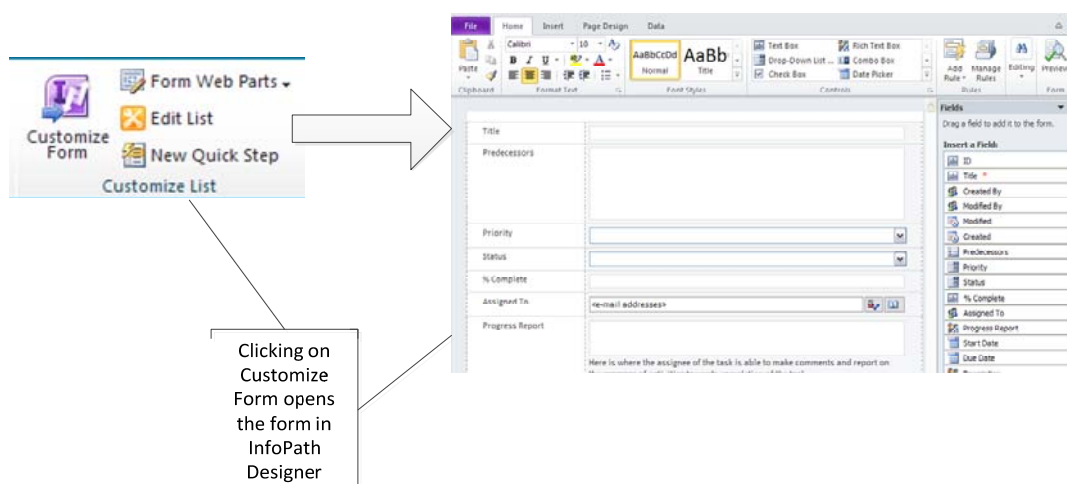 Customize
Form
Form Web Parts
Edit List
New Quick Step
Customize List
File Home Insert Page Design Data
Paste
Calibri 10
B I U A
Clipboard
Format Text
AaBbCcDd
Normal
AaBb
Title
Font Styles
Text Box
Drop-Down List ...
Check Box
Rich Text Box
Combo Box
Date Picker
Controls
Add
Rule
Manage
Rules
Rules
Editing
Preview
Form
Title
Predecessors
Priority
Status
% Complete
Assigned To
<e-mail addresses>
Progress Report
Here is where the assignee of the task is able to make comments and report on
Fields
Drag a field to add it to the form.
Insert a Field:
ID
Title *
Created By
Modified By
Modified
Created
Predecessors
Priority
Status
% Complete
Assigned To
Progress Report
Start Date
Due Date
Clicking on
Customize
Form opens
the form in
InfoPath
Designer